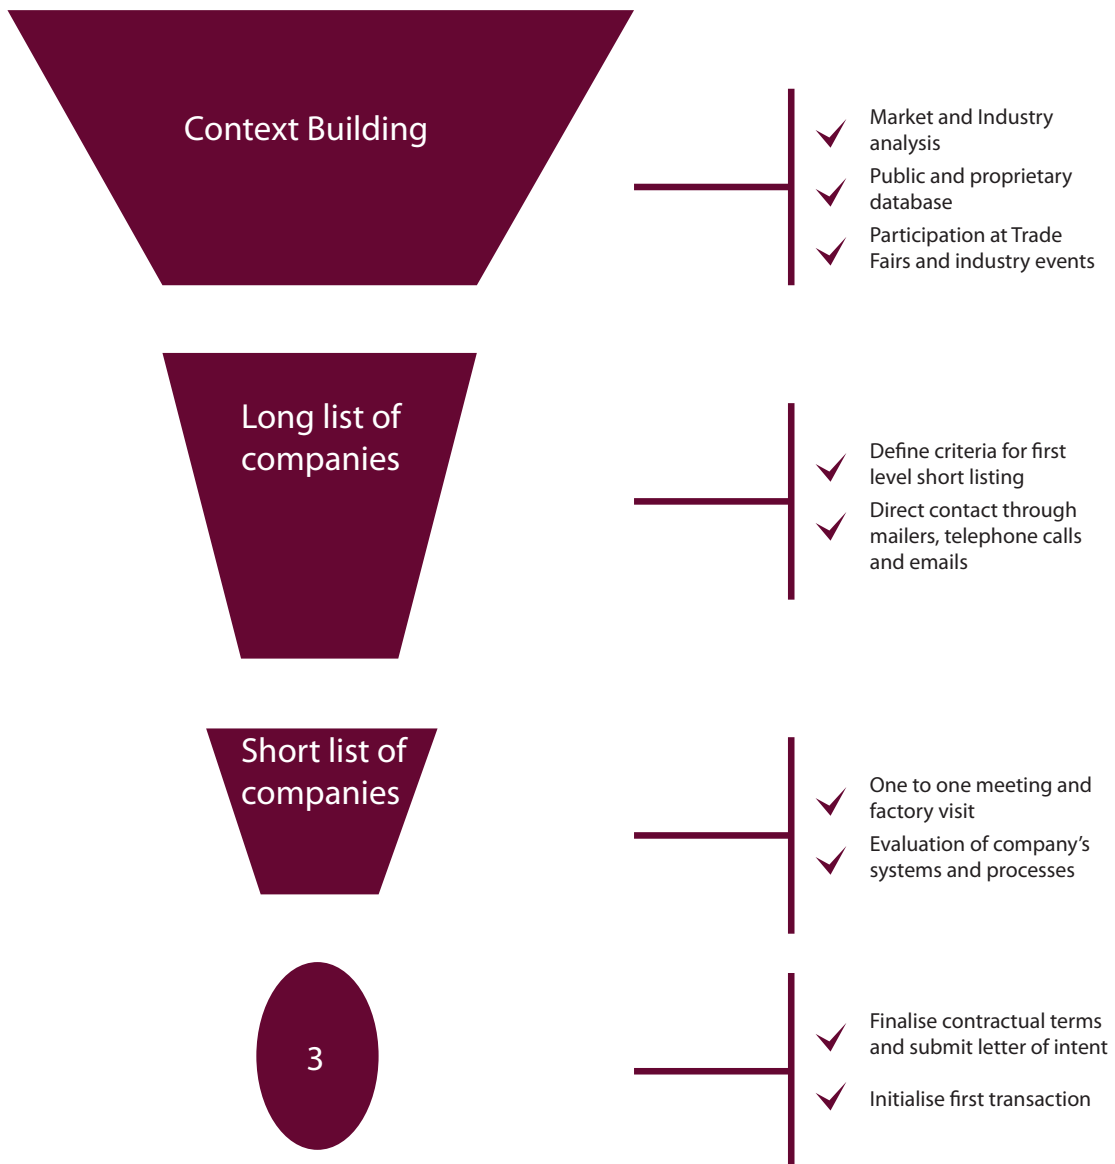 Context Building
Market and Industry
analysis
Public and proprietary
database
Participation at Trade
Fairs and industry events
Long list of
companies
Define criteria for first
level short listing
Direct contact through
mailers, telephone calls
and emails
Short list of
companies
One to one meeting and
factory visit
Evaluation of company’s
systems and processes
3
Finalise contractual terms
and submit letter of intent
Initialise first transaction